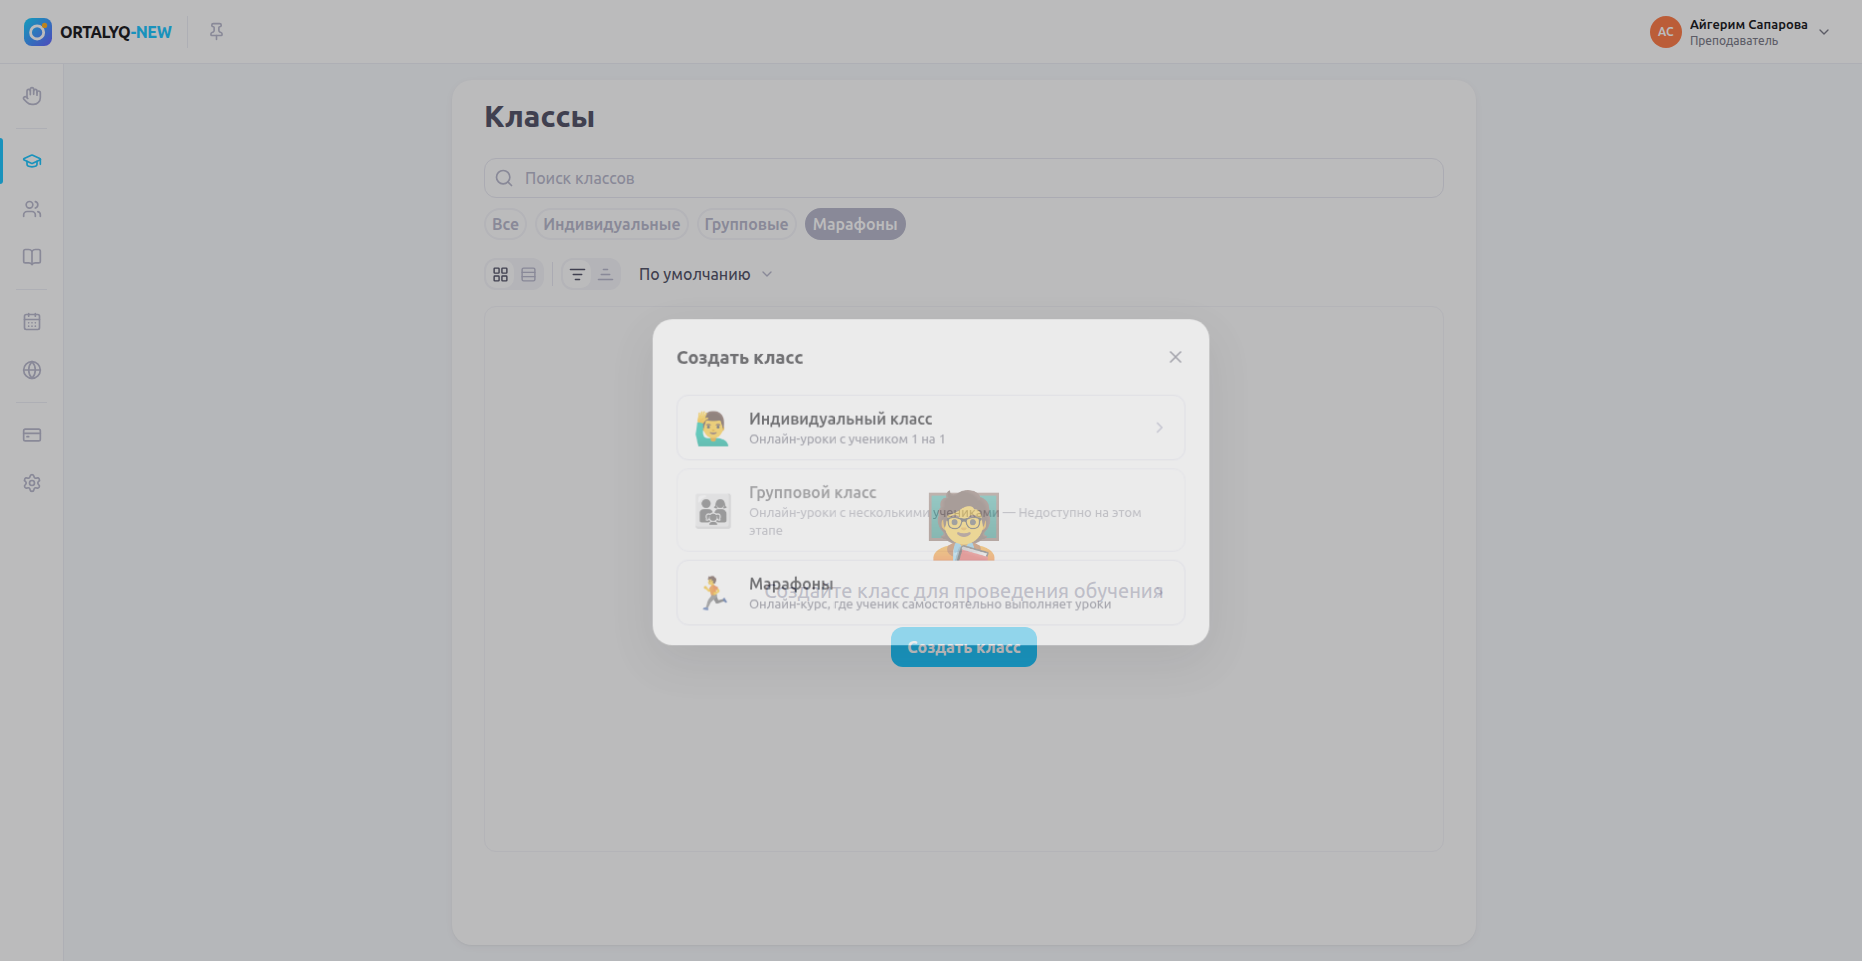 ORTALYQ-NEW
АС
Айгерим Сапарова
Преподаватель
Классы
Поиск классов
Все
Индивидуальные
Групповые
Марафоны
По умолчанию
Создать класс
Индивидуальный класс
Онлайн-уроки с учеником 1 на 1
Групповой класс
Онлайн-уроки с несколькими учениками — Недоступно на этом
этапе
Марафоны
Создайте класс для проведения обучения
Онлайн-курс, где ученик самостоятельно выполняет уроки
Создать класс